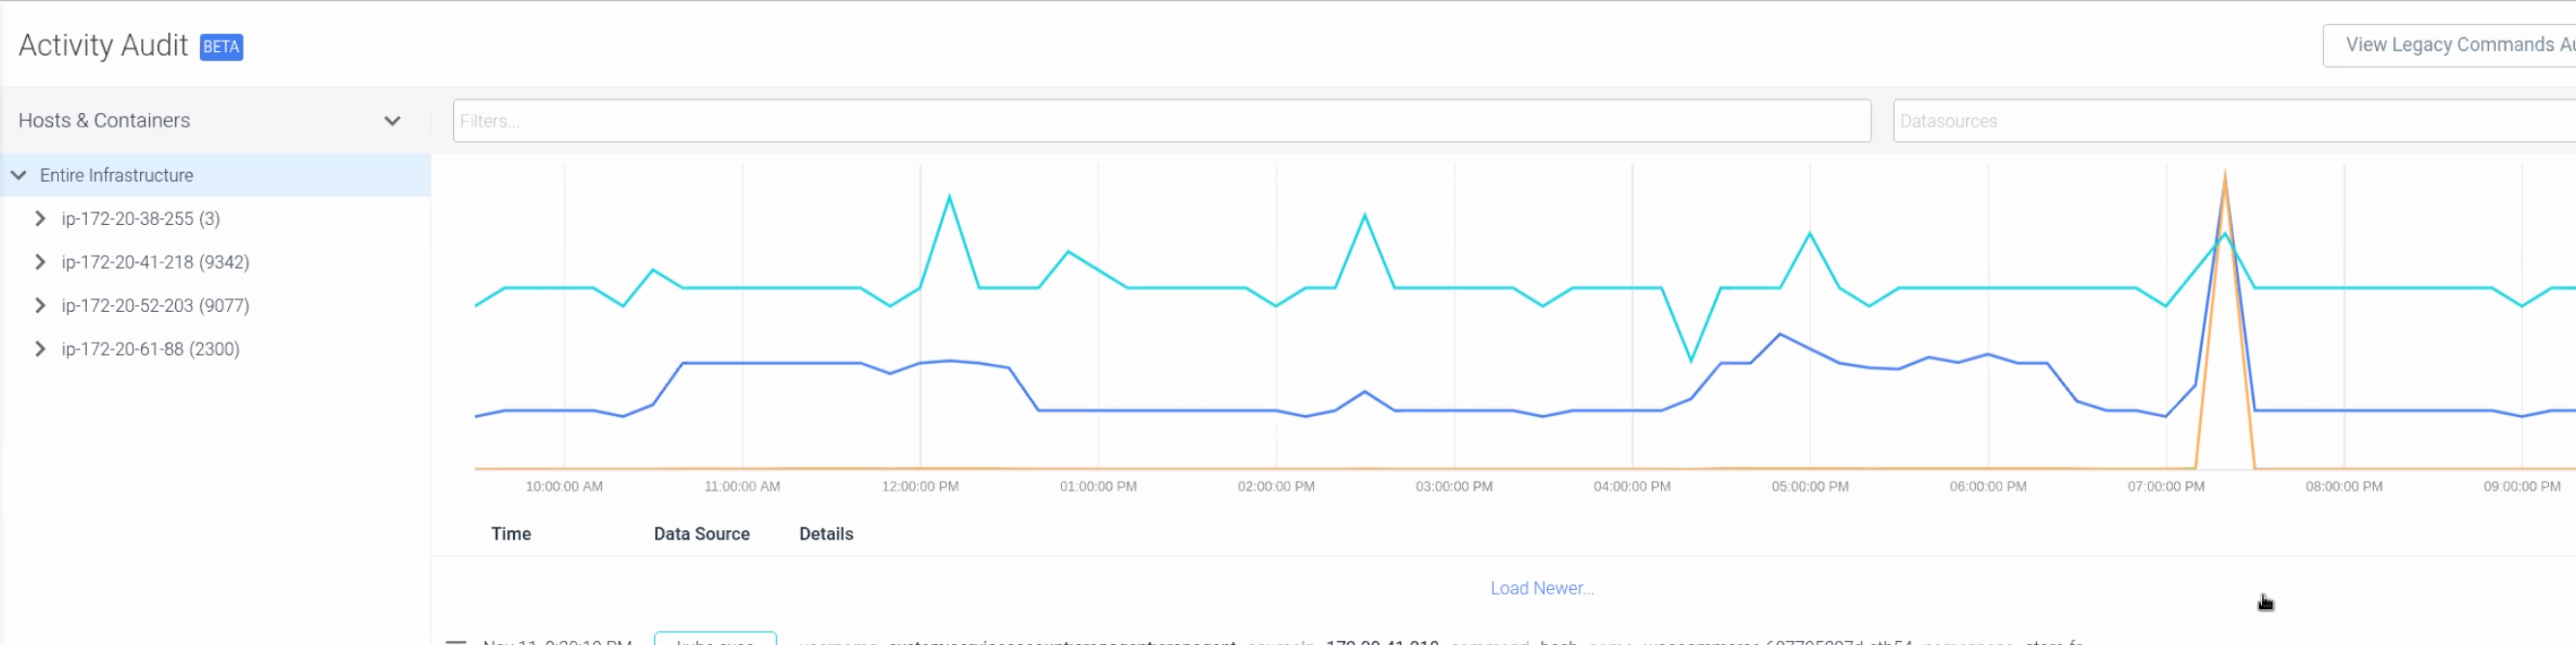 Activity Audit BETA
View Legacy Commands
Hosts & Containers
Filters...
Datasources
Entire Infrastructure
ip-172-20-38-255 (3)
ip-172-20-41-218 (9342)
ip-172-20-52-203 (9077)
ip-172-20-61-88 (2300)
10:00:00 AM 11:00:00 AM 12:00:00 PM 01:00:00 PM 02:00:00 PM 03:00:00 PM 04:00:00 PM 05:00:00 PM 06:00:00 PM 07:00:00 PM 08:00:00 PM 09:00:00 PM
Time Data Source Details
Load Newer...